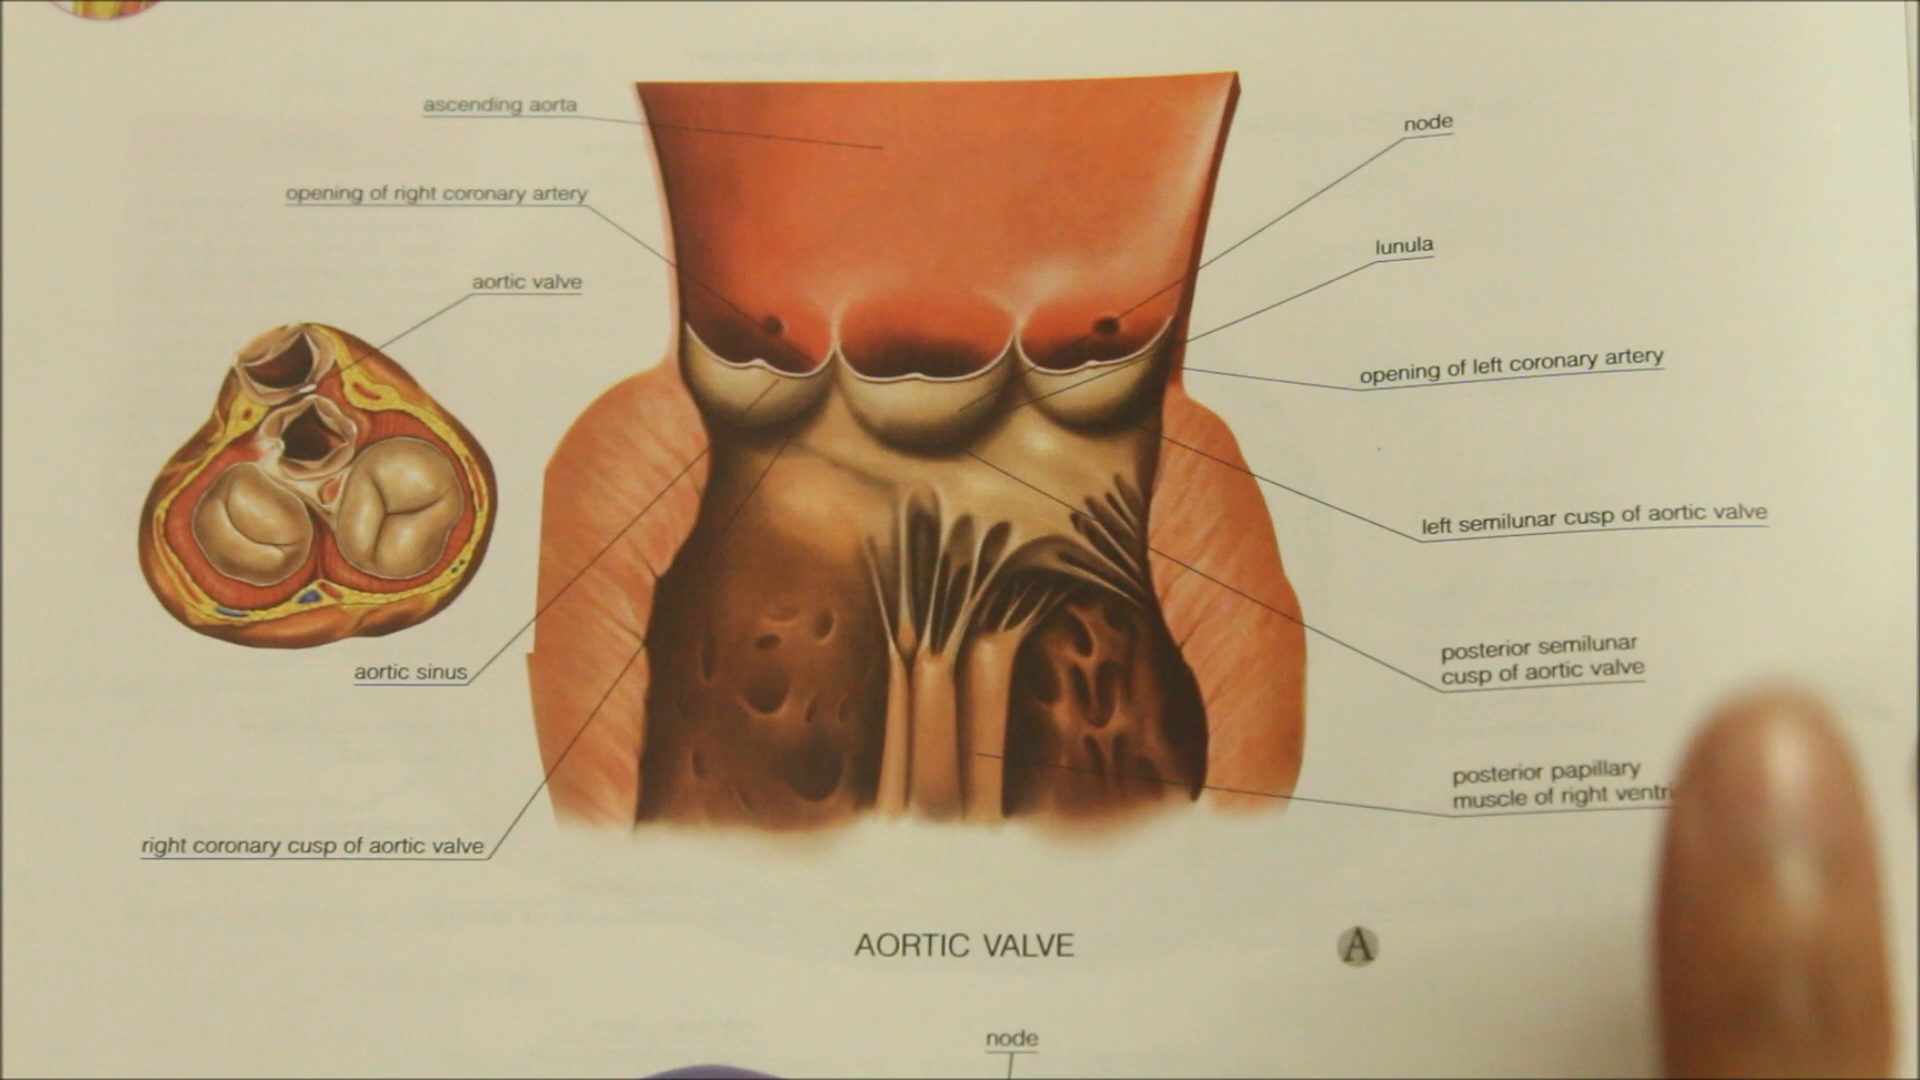 ascending aorta
opening of right coronary artery
aortic valve
aortic sinus
right coronary cusp of aortic valve
node
lunula
opening of left coronary artery
left semilunar cusp of aortic valve
posterior semilunar
cusp of aortic valve
posterior papillary
muscle of right
AORTIC VALVE
A
node